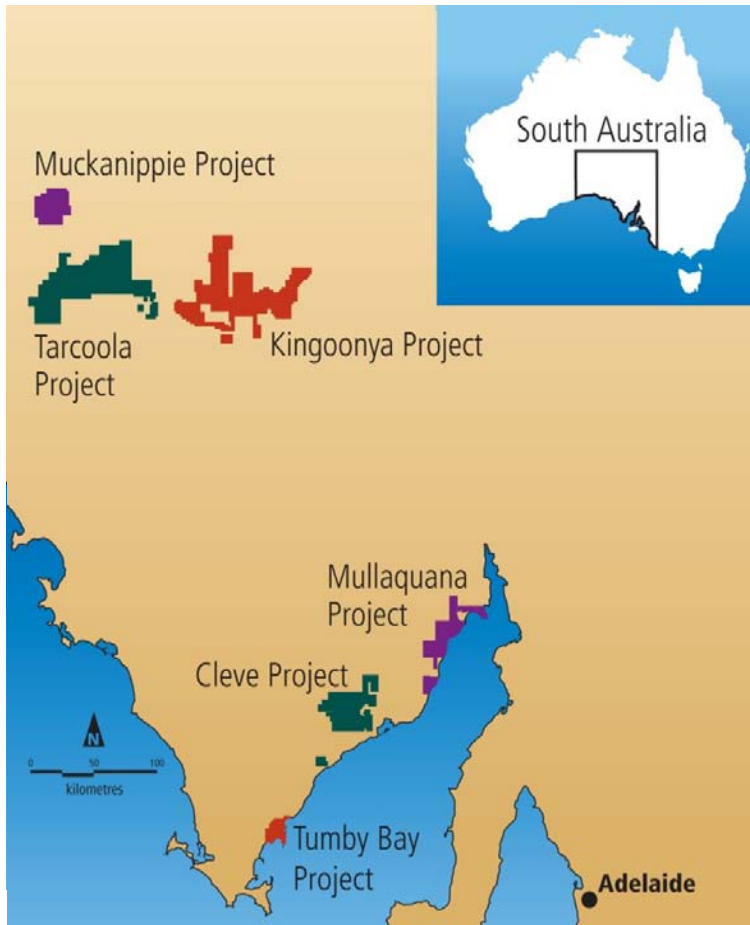 South Australia
Muckanippie Project
Tarcoola
Project
Kingoonya Project
Mullaquana
Project
Cleve Project
N
0 50 100
kilometres
Tumby Bay
Project
Adelaide